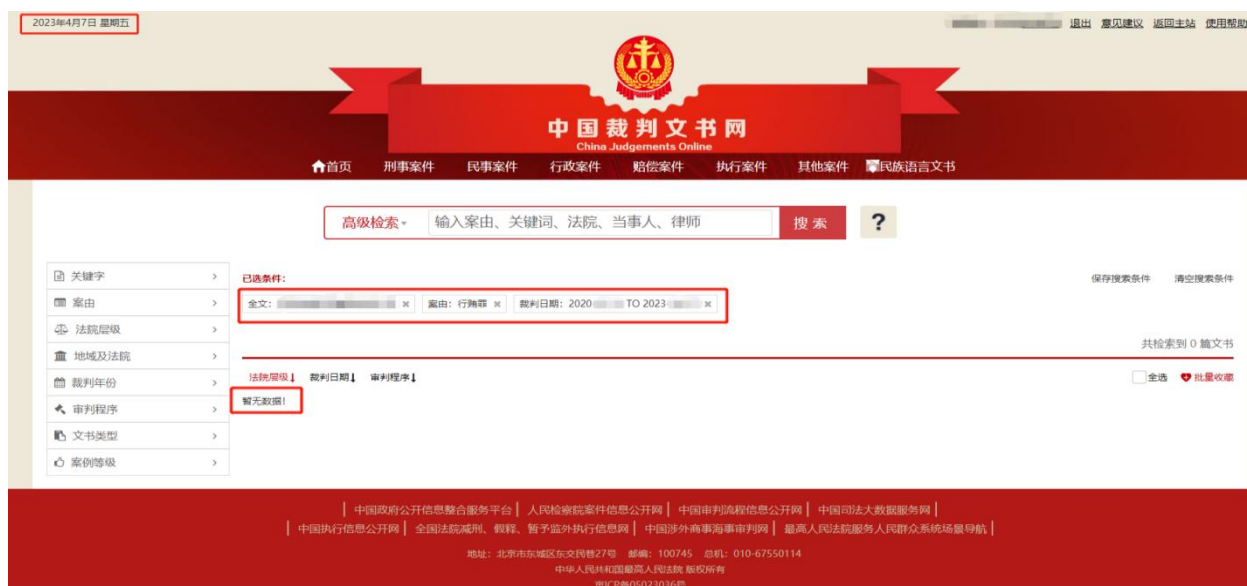 2023年4月7日 星期五
退出 意见建议 返回主站 使用帮助
中国裁判文书网
China Judgements Online
首页 刑事案件 民事案件 行政案件 赔偿案件 执行案件 其他案件 民族语言文书
高级检索 输入案由、关键词、法院、当事人、律师 搜索 ?
关键字
案由
法院层级
地域及法院
裁判年份
审判程序
文书类型
案例等级
已选条件: 保存搜索条件 清空搜索条件
全文: × 案由: 行贿罪 × 裁判日期: 2020 TO 2023 ×
共检索到 0 篇文书
法院层级↓ 裁判日期↓ 审判程序↓ 全选 批量收藏
暂无数据!
| 中国政府公开信息整合服务平台 | 人民检察院案件信息公开网 | 中国审判流程信息公开网 | 中国司法大数据服务网 |
| 中国执行信息公开网 | 全国法院减刑、假释、暂予监外执行信息网 | 中国涉外商事海事审判网 | 最高人民法院服务人民群众系统场景导航 |
地址: 北京市东城区东交民巷27号 邮编: 100745 总机: 010-67550114
中华人民共和国最高人民法院 版权所有
京ICP备05023036号